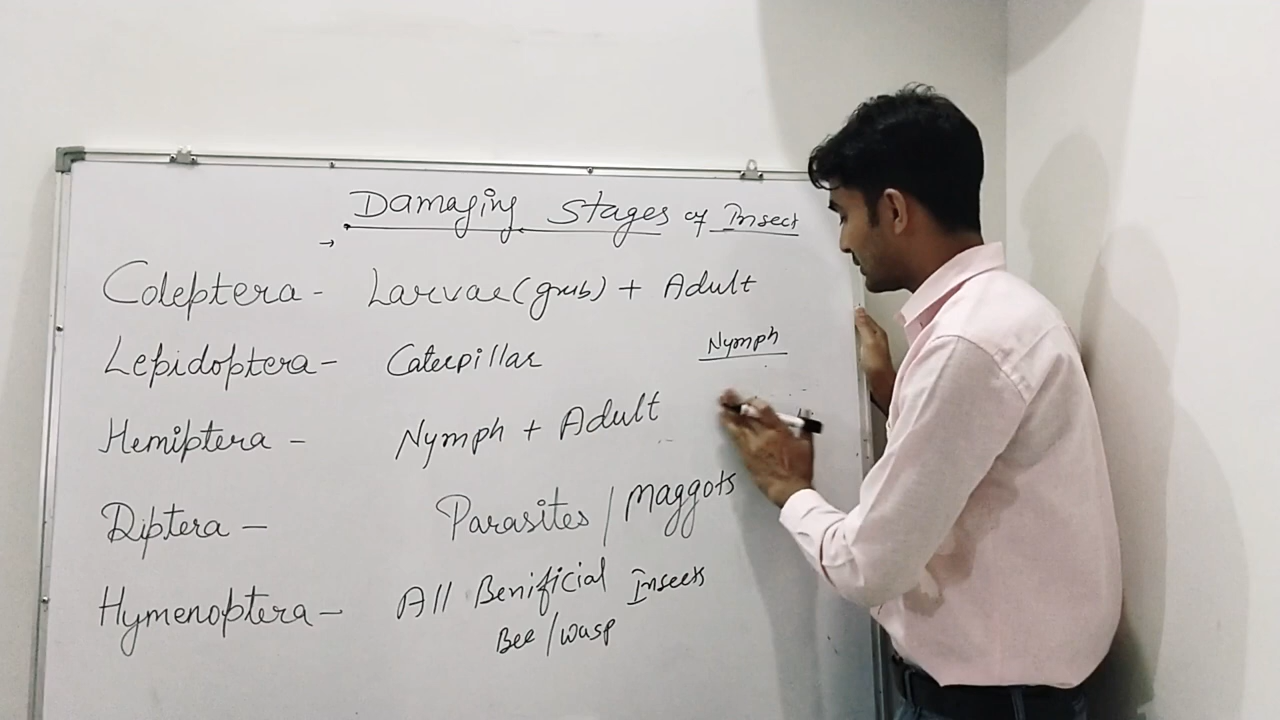 Damaging Stages of Insect
→
Coleptera - Larvae(grub) + Adult
Nymph
Lepidoptera - Caterpillar
Hemiptera - Nymph + Adult
Diptera - Parasites / Maggots
Hymenoptera - All Benificial Insects
Bee / wasp